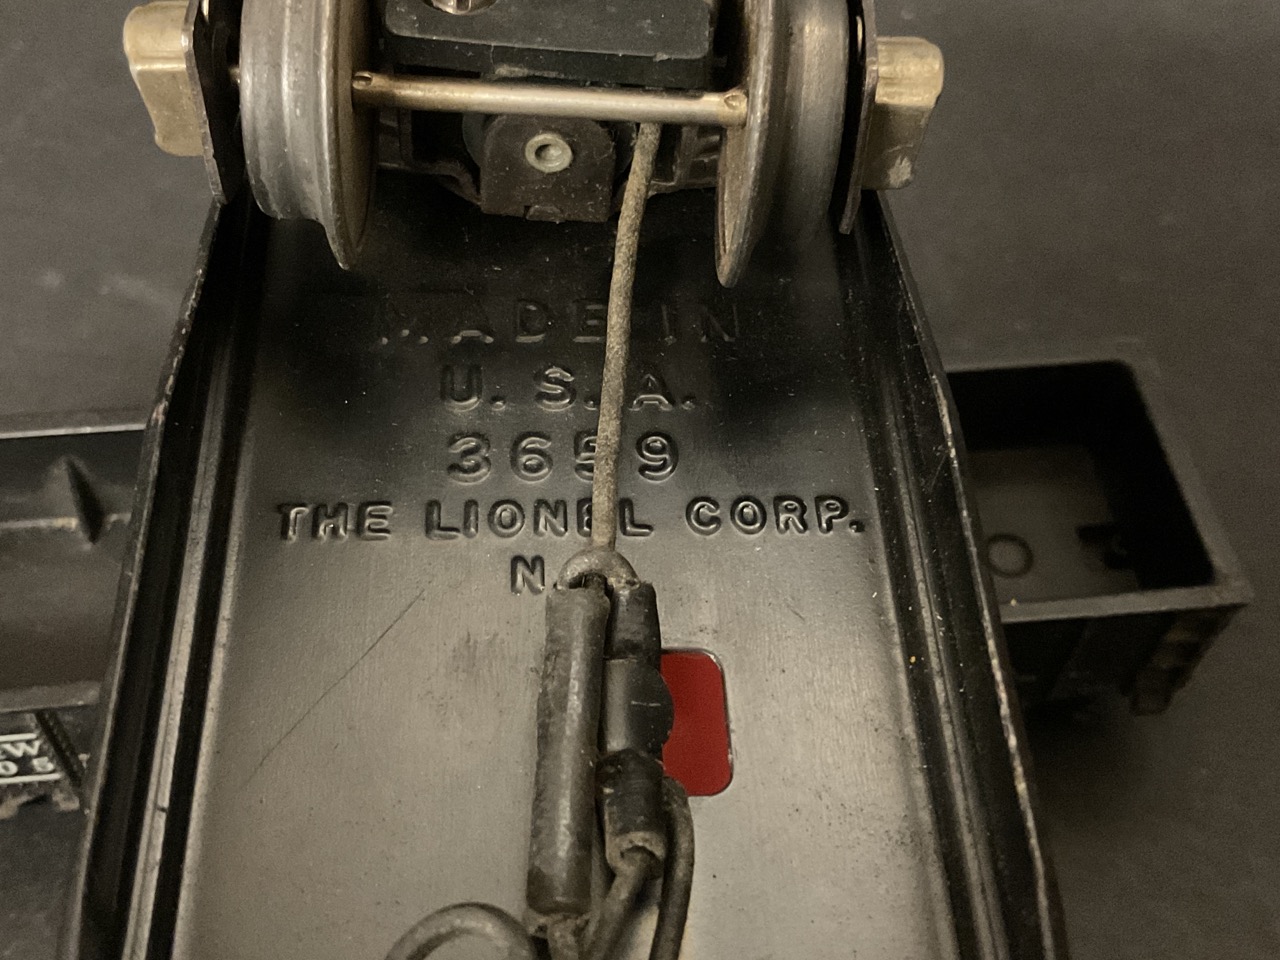 MADE IN
U. S. A.
3659
THE LIONEL CORP.
N.